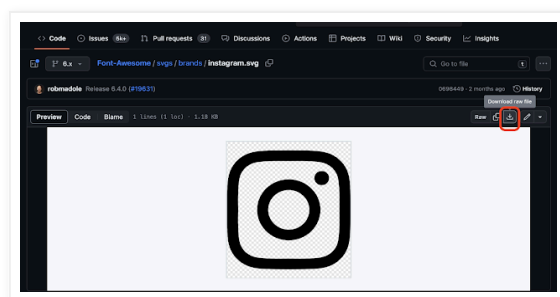 Code Issues 5k+ Pull requests 31 Discussions Actions Projects Wiki Security Insights
6.x Font-Awesome / svgs / brands / instagram.svg Go to file t
robmadole Release 6.4.0 (#19631) 0698449 · 2 months ago History
Download raw file
Preview Code Blame 1 lines (1 loc) · 1.18 KB Raw